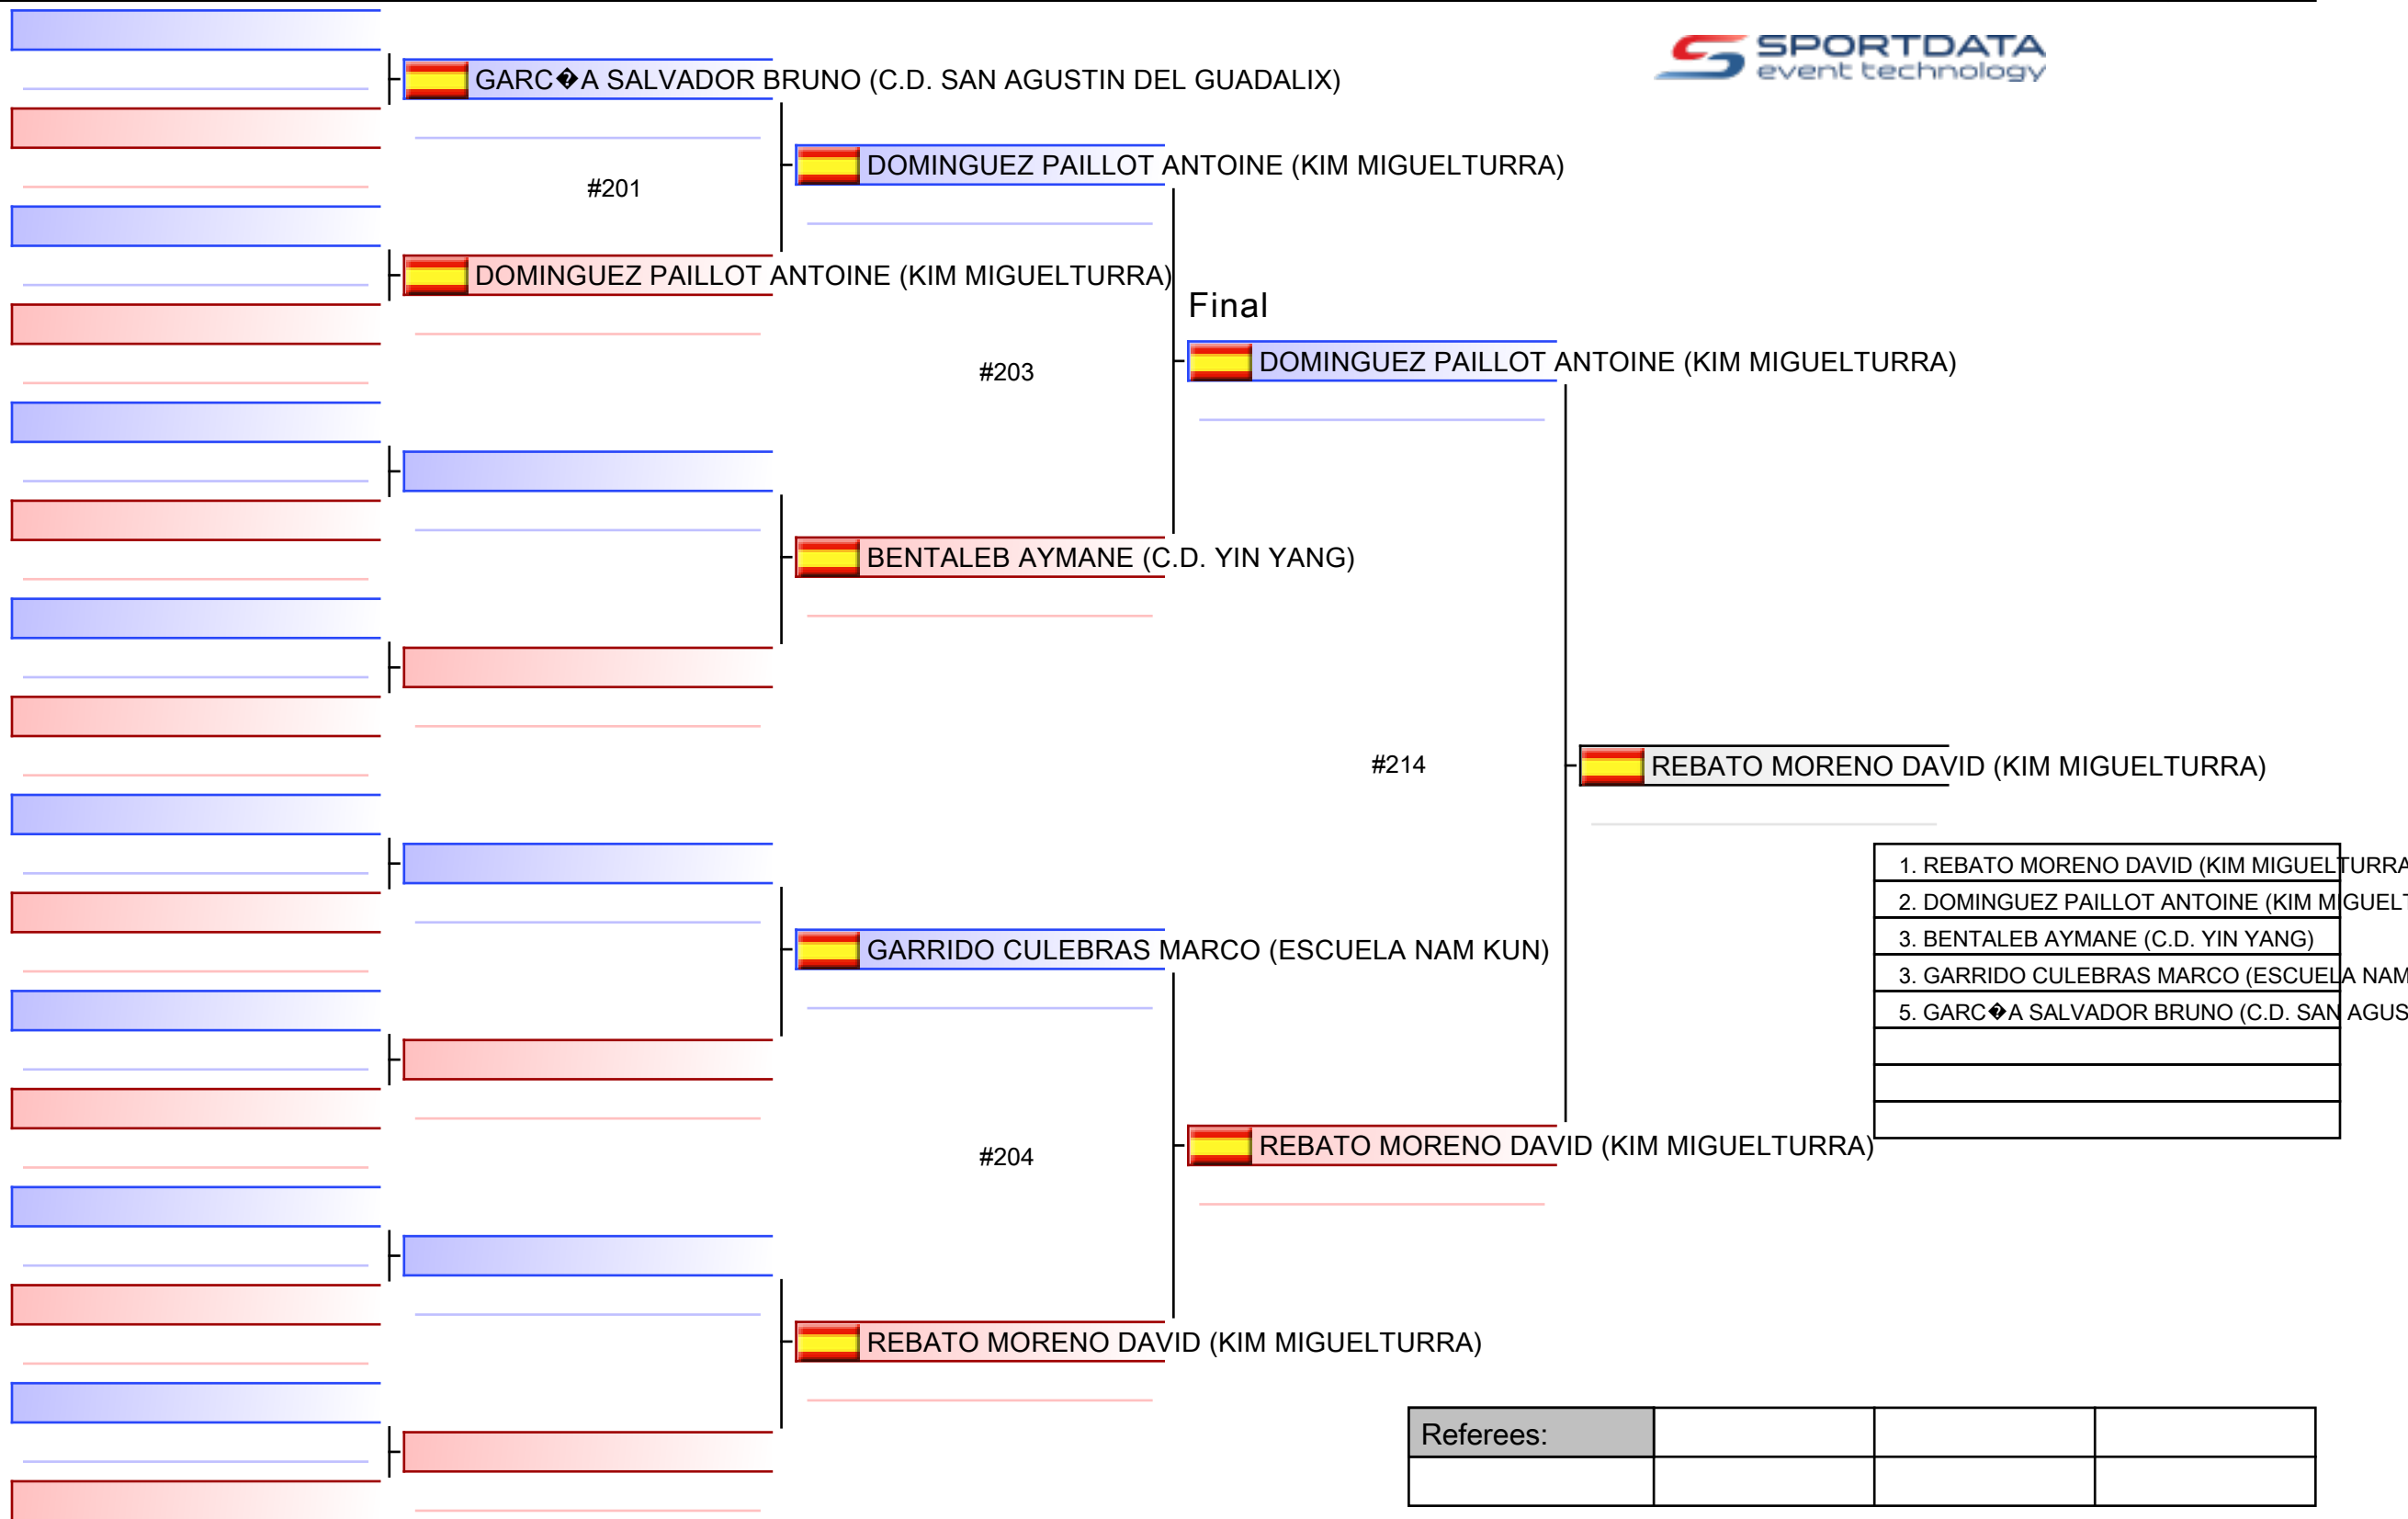 SPORTDATA
event technology
GARC�A SALVADOR BRUNO (C.D. SAN AGUSTIN DEL GUADALIX)
DOMINGUEZ PAILLOT ANTOINE (KIM MIGUELTURRA)
#201
DOMINGUEZ PAILLOT ANTOINE (KIM MIGUELTURRA)
Final
DOMINGUEZ PAILLOT ANTOINE (KIM MIGUELTURRA)
#203
BENTALEB AYMANE (C.D. YIN YANG)
#214
REBATO MORENO DAVID (KIM MIGUELTURRA)
1. REBATO MORENO DAVID (KIM MIGUELTURRA
2. DOMINGUEZ PAILLOT ANTOINE (KIM MIGUELT
3. BENTALEB AYMANE (C.D. YIN YANG)
3. GARRIDO CULEBRAS MARCO (ESCUELA NAM
5. GARC�A SALVADOR BRUNO (C.D. SAN AGUS
GARRIDO CULEBRAS MARCO (ESCUELA NAM KUN)
REBATO MORENO DAVID (KIM MIGUELTURRA)
#204
REBATO MORENO DAVID (KIM MIGUELTURRA)
Referees: